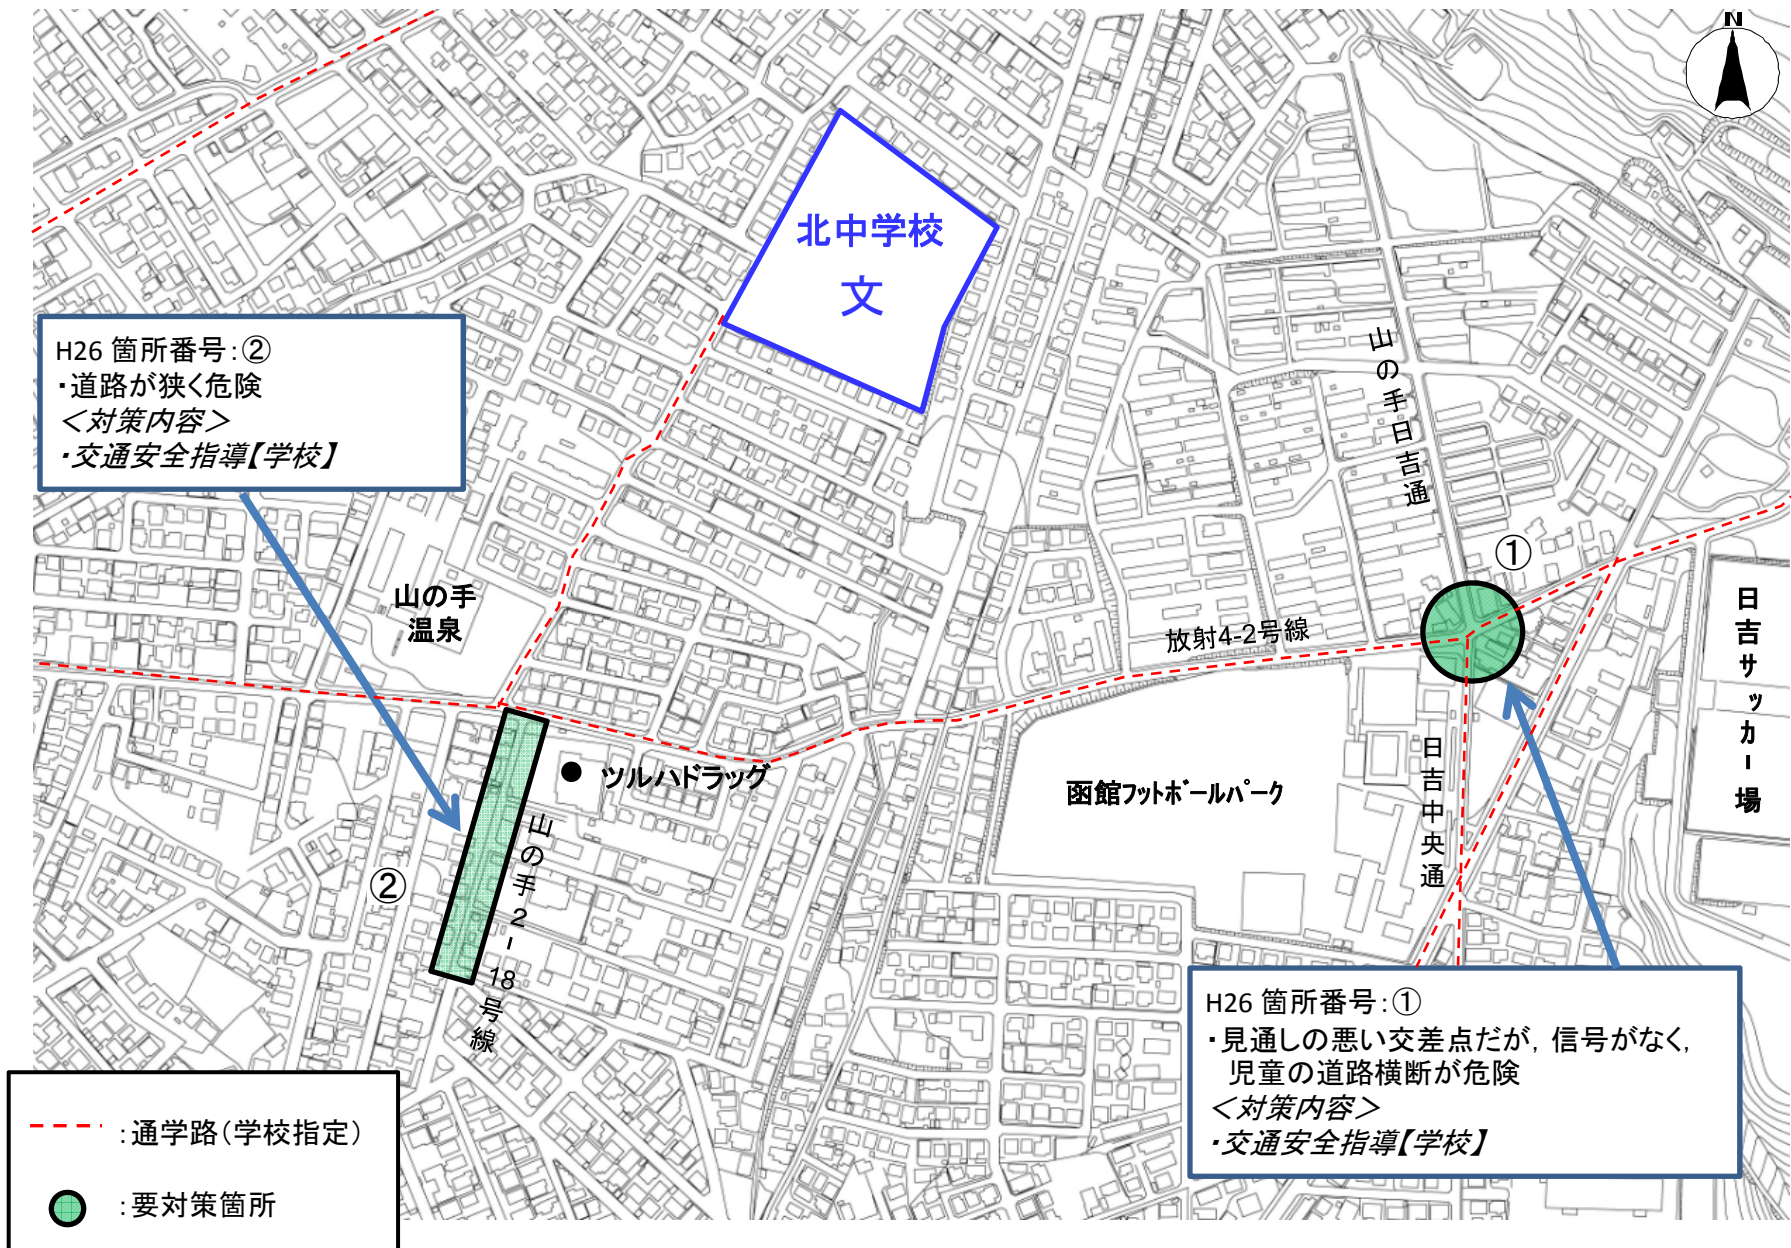 N
北中学校
文
H26 箇所番号：②
・道路が狭く危険
＜対策内容＞
・交通安全指導【学校】
山の手日吉通
①
山の手
温泉
放射4-2号線
日吉サッカー場
ツルハドラッグ
函館フットボールパーク
日吉中央通
山の手2-18号線
②
H26 箇所番号：①
・見通しの悪い交差点だが，信号がなく，
児童の道路横断が危険
＜対策内容＞
・交通安全指導【学校】
：通学路（学校指定）
：要対策箇所